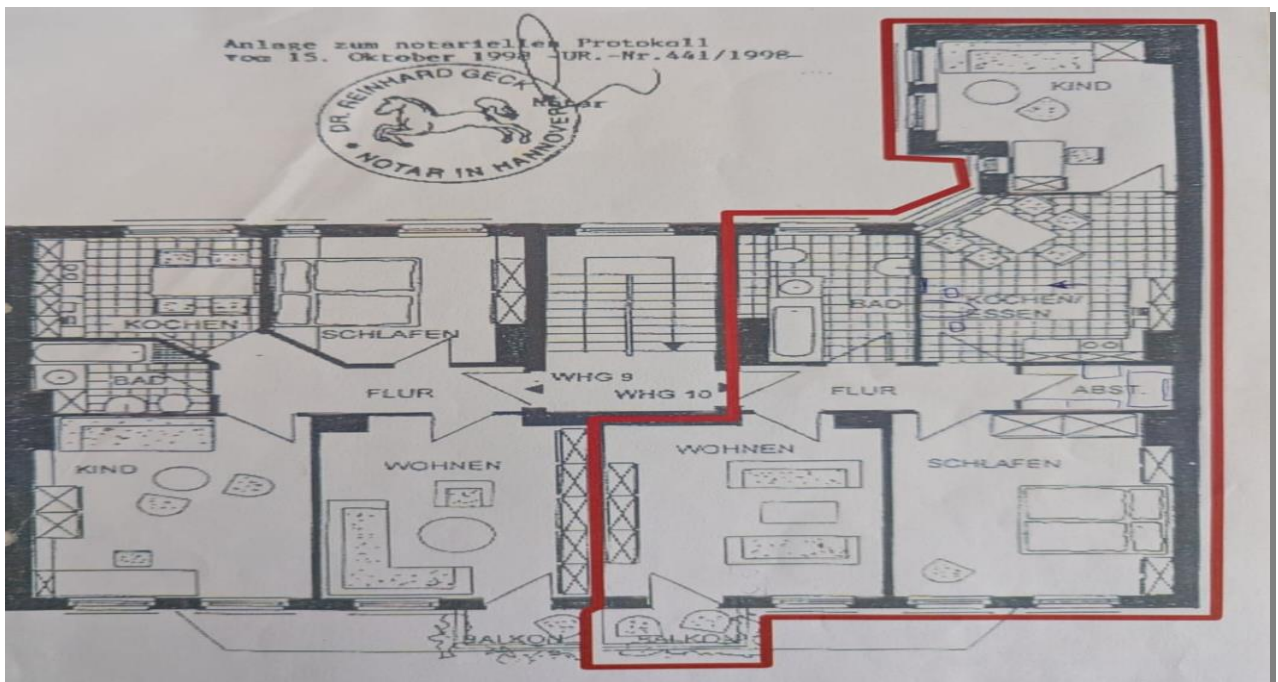 Anlage zum notariellen Protokoll
vom 15. Oktober 1998 -UR.-Nr.441/1998-
Notar
DR. REINHARD GECK
* NOTAR IN HANNOVER *
KIND
KOCHEN
SCHLAFEN
BAD
KOCHEN/
ESSEN
BAD
FLUR
WHG 9
WHG 10
FLUR
ABST.
KIND
WOHNEN
WOHNEN
SCHLAFEN
BALKON
BALKON